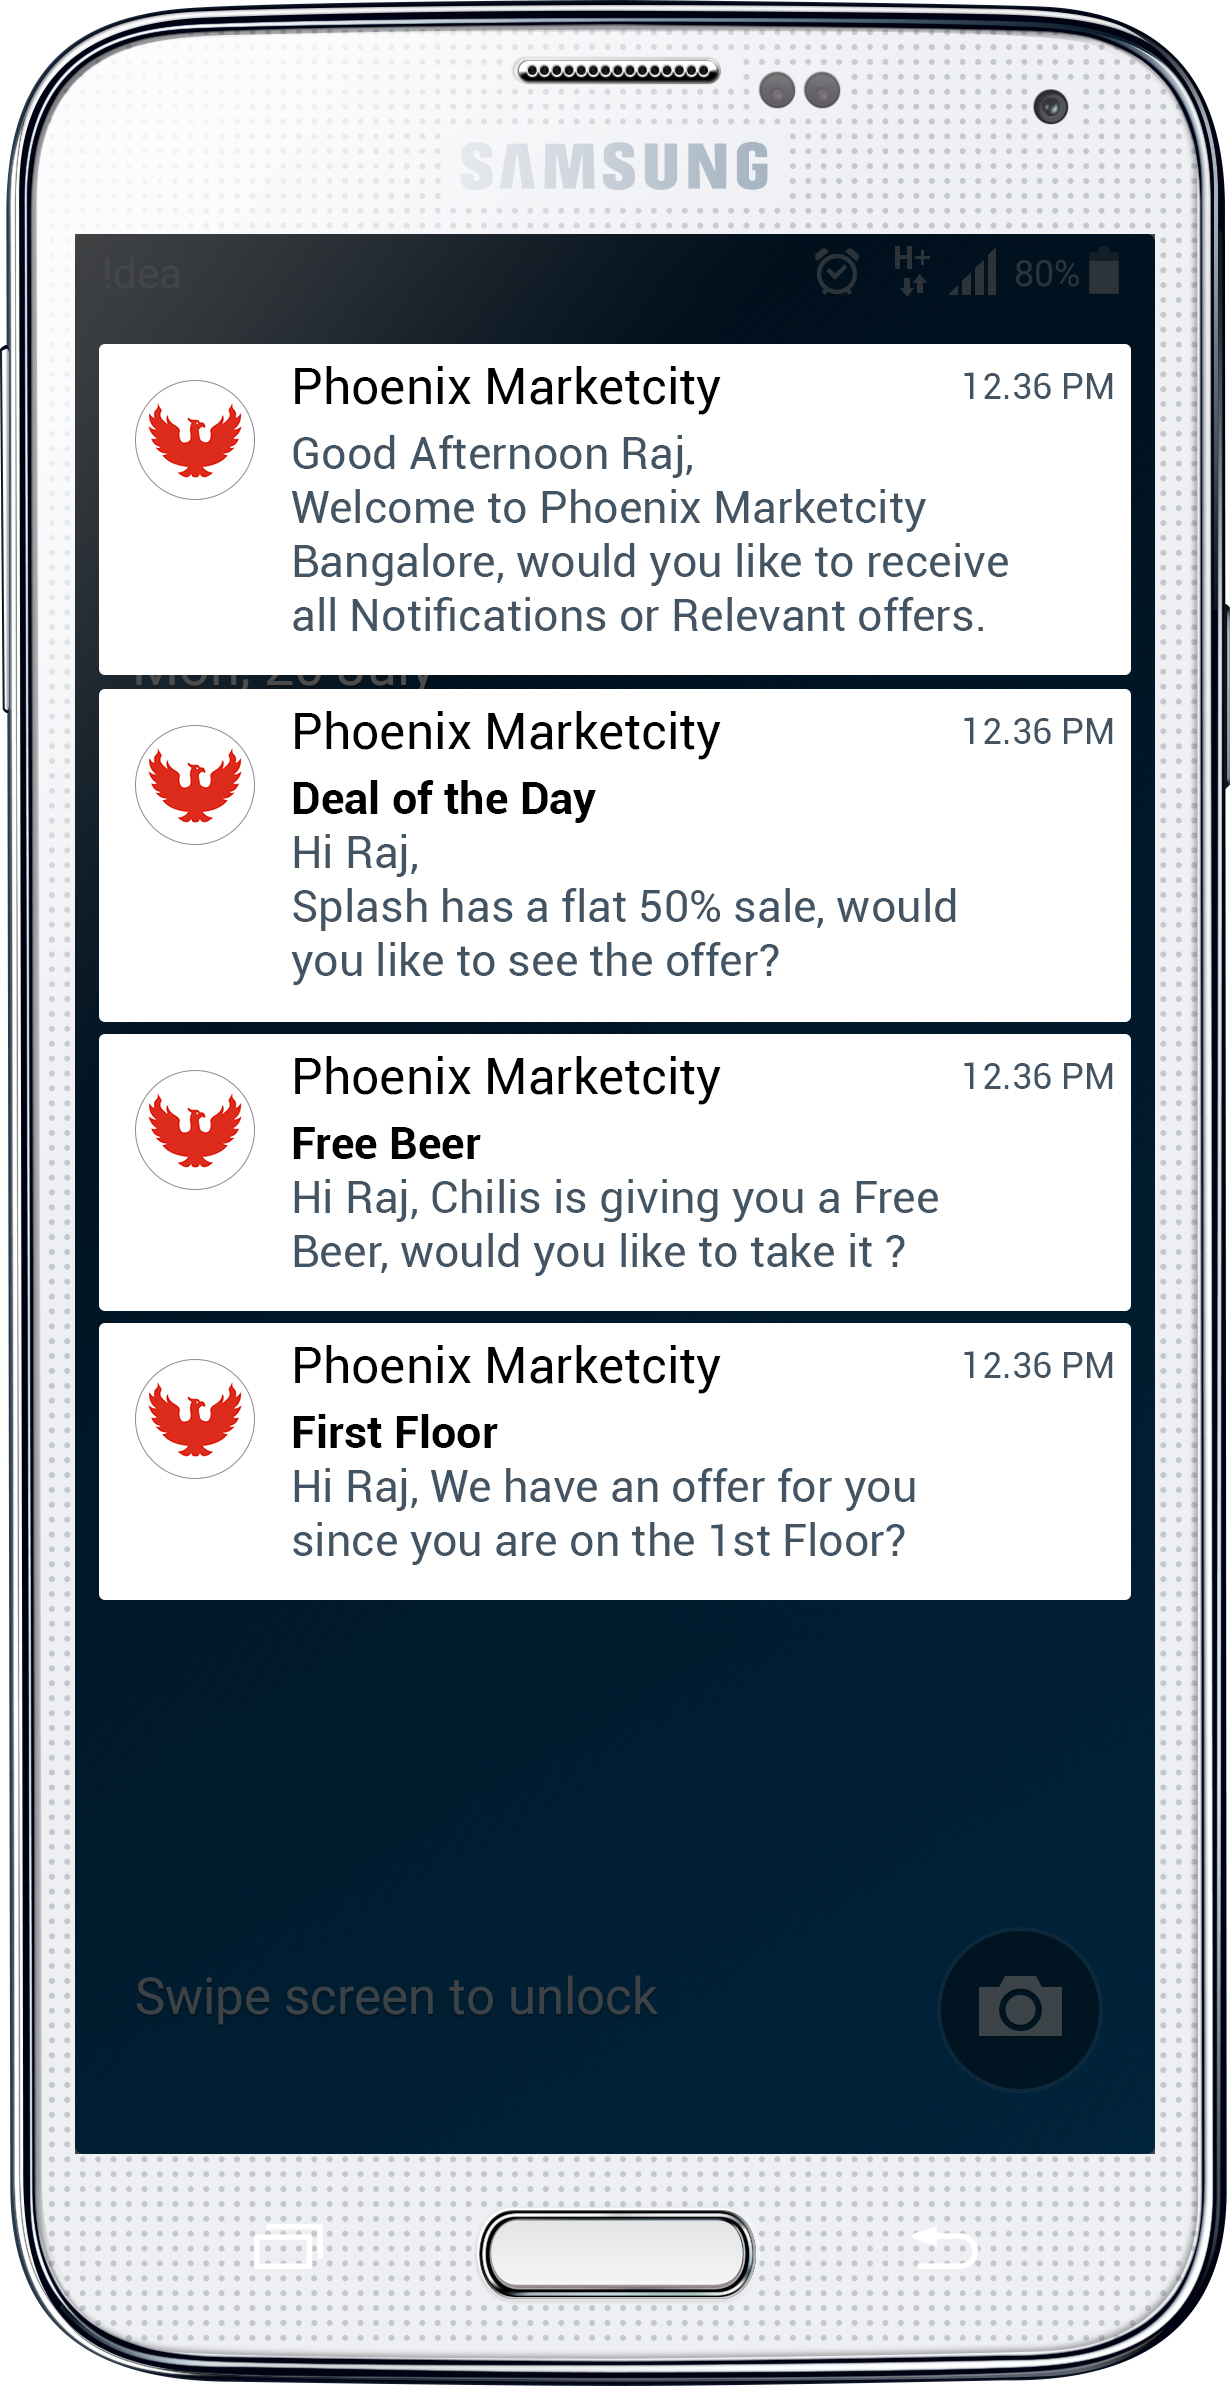 SAMSUNG
!dea
H+
80%
Phoenix Marketcity
12.36 PM
Good Afternoon Raj,
Welcome to Phoenix Marketcity
Bangalore, would you like to receive
all Notifications or Relevant offers.
Mon, 20 July
Phoenix Marketcity
12.36 PM
Deal of the Day
Hi Raj,
Splash has a flat 50% sale, would
you like to see the offer?
Phoenix Marketcity
12.36 PM
Free Beer
Hi Raj, Chilis is giving you a Free
Beer, would you like to take it ?
Phoenix Marketcity
12.36 PM
First Floor
Hi Raj, We have an offer for you
since you are on the 1st Floor?
Swipe screen to unlock